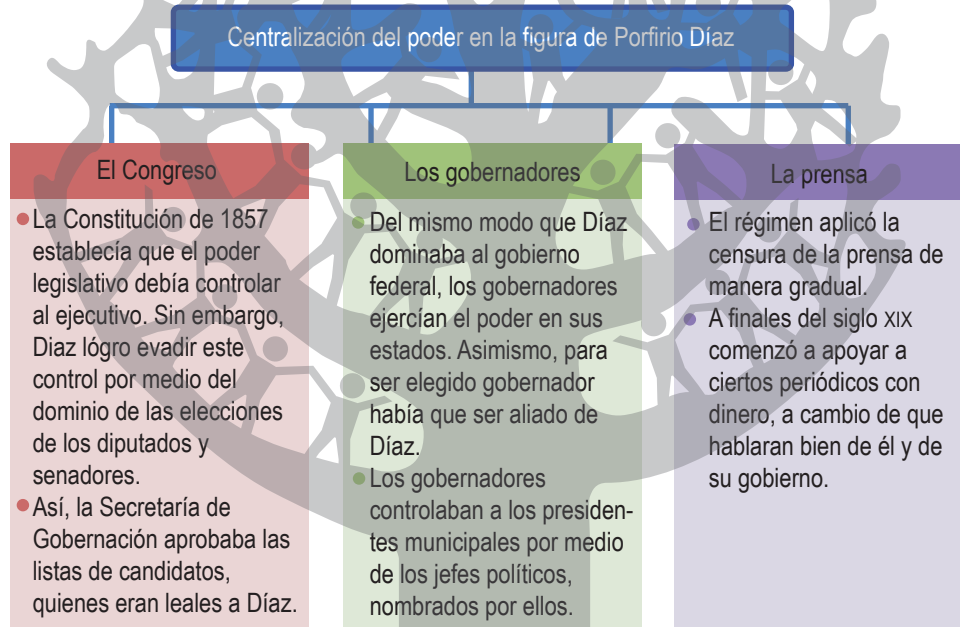 Centralización del poder en la figura de Porfirio Díaz
El Congreso
● La Constitución de 1857
establecía que el poder
legislativo debía controlar
al ejecutivo. Sin embargo,
Diaz lógro evadir este
control por medio del
dominio de las elecciones
de los diputados y
senadores.
● Así, la Secretaría de
Gobernación aprobaba las
listas de candidatos,
quienes eran leales a Díaz.
Los gobernadores
● Del mismo modo que Díaz
dominaba al gobierno
federal, los gobernadores
ejercían el poder en sus
estados. Asimismo, para
ser elegido gobernador
había que ser aliado de
Díaz.
● Los gobernadores
controlaban a los presiden-
tes municipales por medio
de los jefes políticos,
nombrados por ellos.
La prensa
● El régimen aplicó la
censura de la prensa de
manera gradual.
● A finales del siglo XIX
comenzó a apoyar a
ciertos periódicos con
dinero, a cambio de que
hablaran bien de él y de
su gobierno.